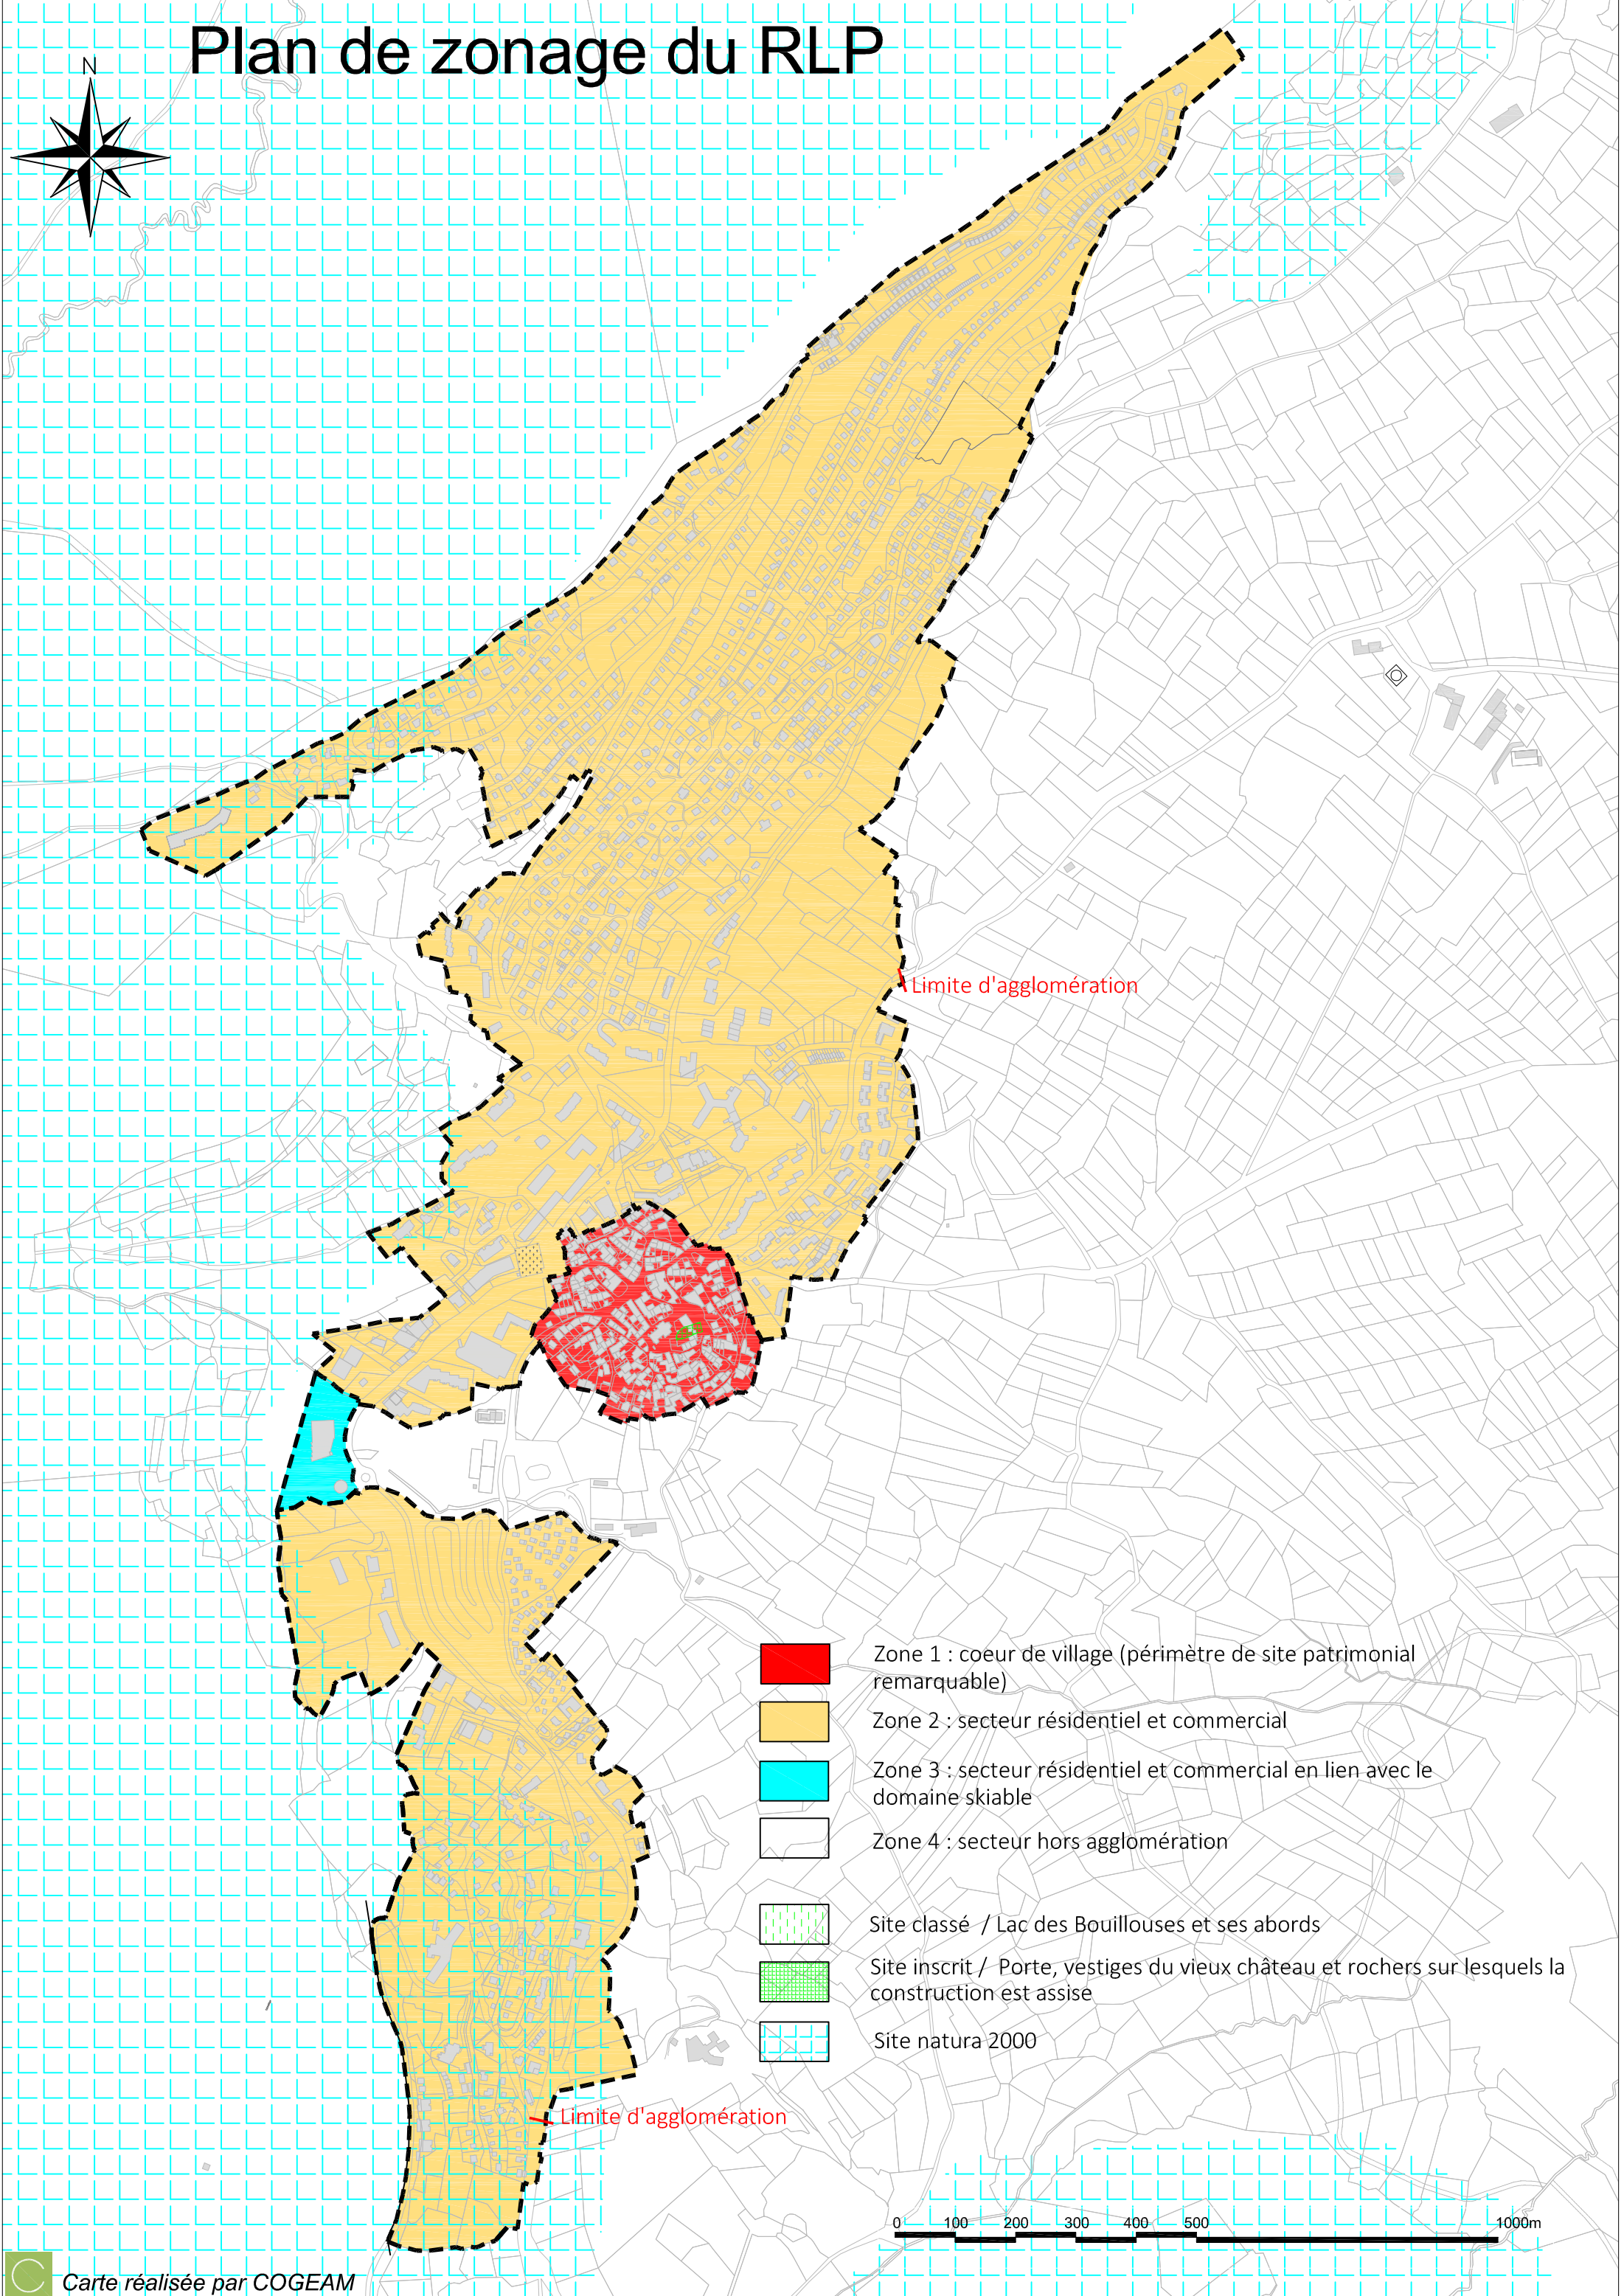 Plan de zonage du RLP
N
Limite d'agglomération
Zone 1 : coeur de village (périmètre de site patrimonial
remarquable)
Zone 2 : secteur résidentiel et commercial
Zone 3 : secteur résidentiel et commercial en lien avec le
domaine skiable
Zone 4 : secteur hors agglomération
Site classé / Lac des Bouillouses et ses abords
Site inscrit / Porte, vestiges du vieux château et rochers sur lesquels la
construction est assise
Site natura 2000
Limite d'agglomération
0 100 200 300 400 500 1000m
Carte réalisée par COGEAM